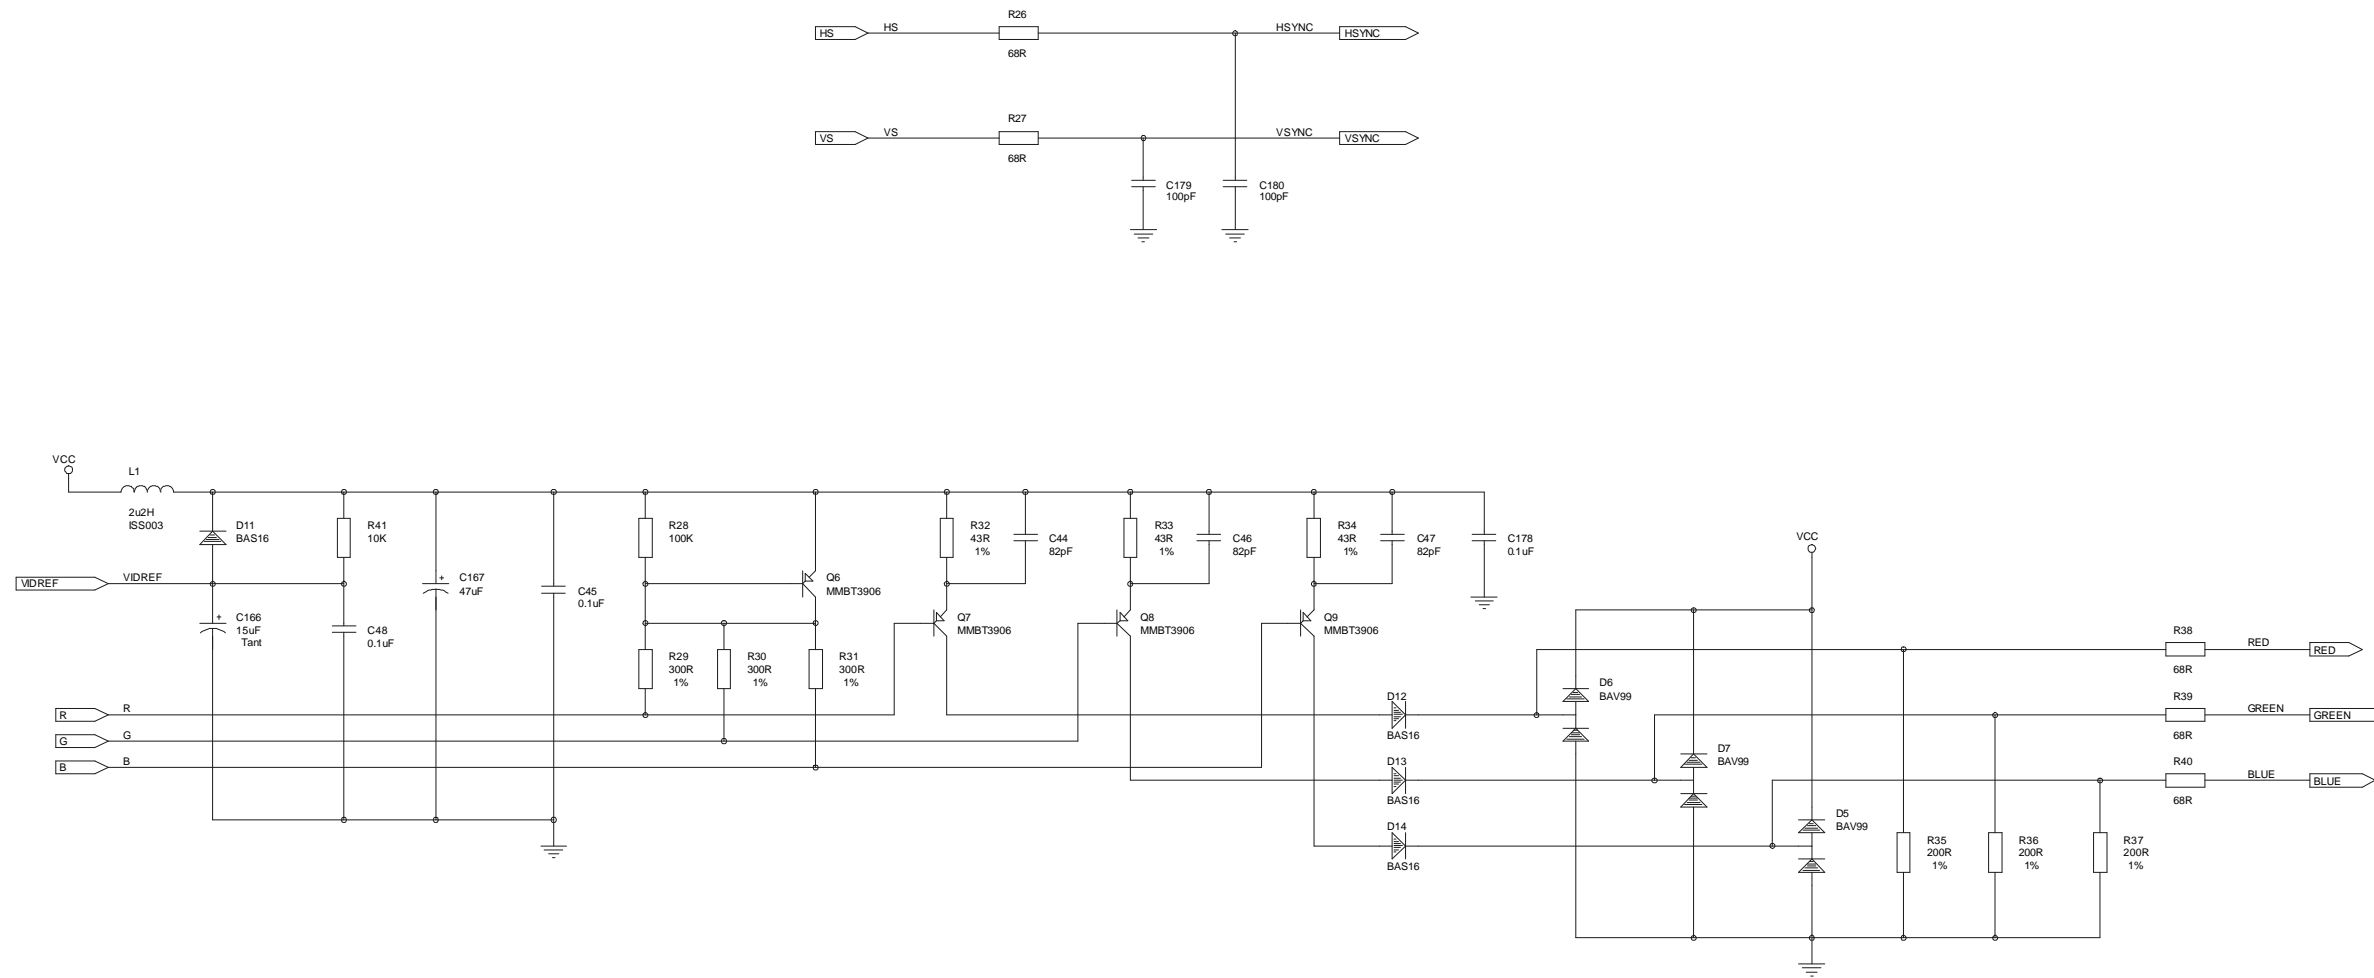 R26
HS HS HSYNC HSYNC
68R
R27
VS VS VSYNC VSYNC
68R
C179
100pF
C180
100pF
VCC
L1
2u2H
ISS003
D11
BAS16
R41
10K
R28
100K
R32
43R
1%
C44
82pF
R33
43R
1%
C46
82pF
R34
43R
1%
C47
82pF
C178
0.1uF
VCC
VIDREF VIDREF
C167
47uF
C45
0.1uF
Q6
MMBT3906
C166
15uF
Tant
C48
0.1uF
Q7
MMBT3906
Q8
MMBT3906
Q9
MMBT3906
R29
300R
1%
R30
300R
1%
R31
300R
1%
R38
RED RED
68R
D6
BAV99
R R
D12
BAS16
R39
GREEN GREEN
68R
G G
D7
BAV99
B B
D13
BAS16
R40
BLUE BLUE
68R
D14
BAS16
D5
BAV99
R35
200R
1%
R36
200R
1%
R37
200R
1%